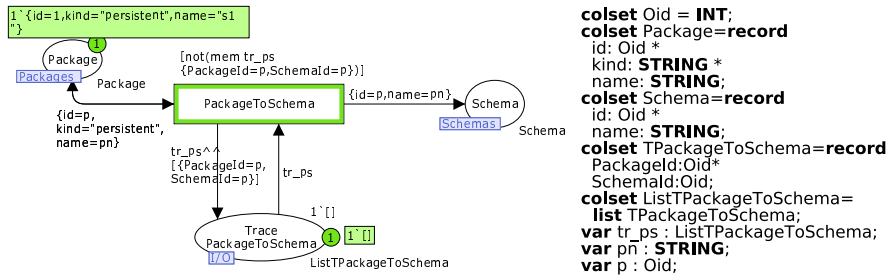 1`{id=1,kind="persistent",name="s1
"}
1
Package
Packages
Package
[not(mem tr_ps
{PackageId=p,SchemaId=p})]
PackageToSchema
{id=p,
kind="persistent",
name=pn}
{id=p,name=pn}
Schema
Schemas
Schema
tr_ps^^
[{PackageId=p,
SchemaId=p}]
tr_ps
1`[]
Trace
PackageToSchema
1
1`[]
I/O
ListTPackageToSchema
colset Oid = INT;
colset Package=record
id: Oid *
kind: STRING *
name: STRING;
colset Schema=record
id: Oid *
name: STRING;
colset TPackageToSchema=record
PackageId:Oid*
SchemaId:Oid;
colset ListTPackageToSchema=
list TPackageToSchema;
var tr_ps : ListTPackageToSchema;
var pn : STRING;
var p : Oid;